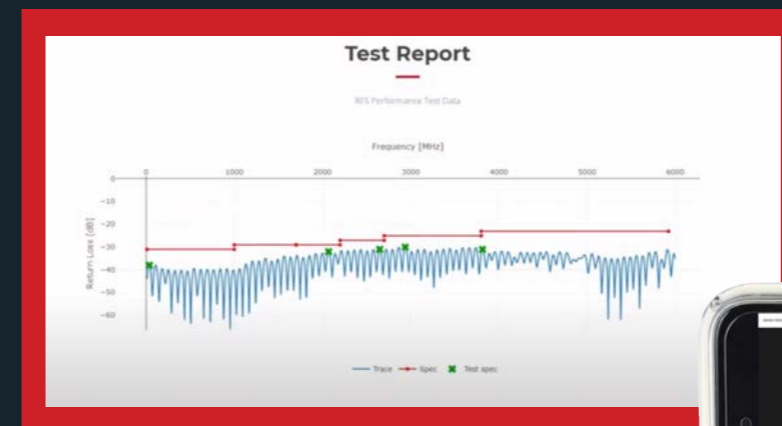 Test Report
RFS Performance Test Data
Frequency [MHz]
0 1000 2000 3000 4000 5000 6000
0
−10
−20
−30
−40
−50
−60
Return Loss [dB]
Trace Spec Test spec